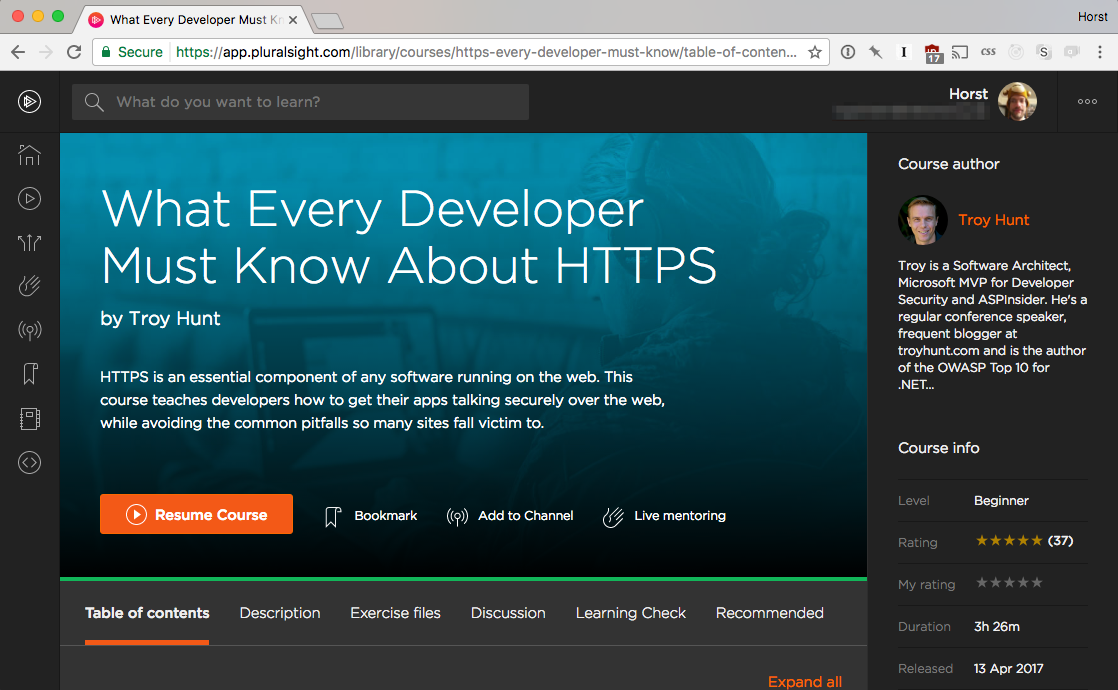 What Every Developer Must Kn
Horst
Secure
https://app.pluralsight.com/library/courses/https-every-developer-must-know/table-of-conten...
17
CSS
S
What do you want to learn?
Horst
What Every Developer
Must Know About HTTPS
by Troy Hunt
HTTPS is an essential component of any software running on the web. This
course teaches developers how to get their apps talking securely over the web,
while avoiding the common pitfalls so many sites fall victim to.
Resume Course
Bookmark
Add to Channel
Live mentoring
Table of contents
Description
Exercise files
Discussion
Learning Check
Recommended
Expand all
Course author
Troy Hunt
Troy is a Software Architect,
Microsoft MVP for Developer
Security and ASPInsider. He's a
regular conference speaker,
frequent blogger at
troyhunt.com and is the author
of the OWASP Top 10 for
.NET...
Course info
Level Beginner
Rating (37)
My rating
Duration 3h 26m
Released 13 Apr 2017